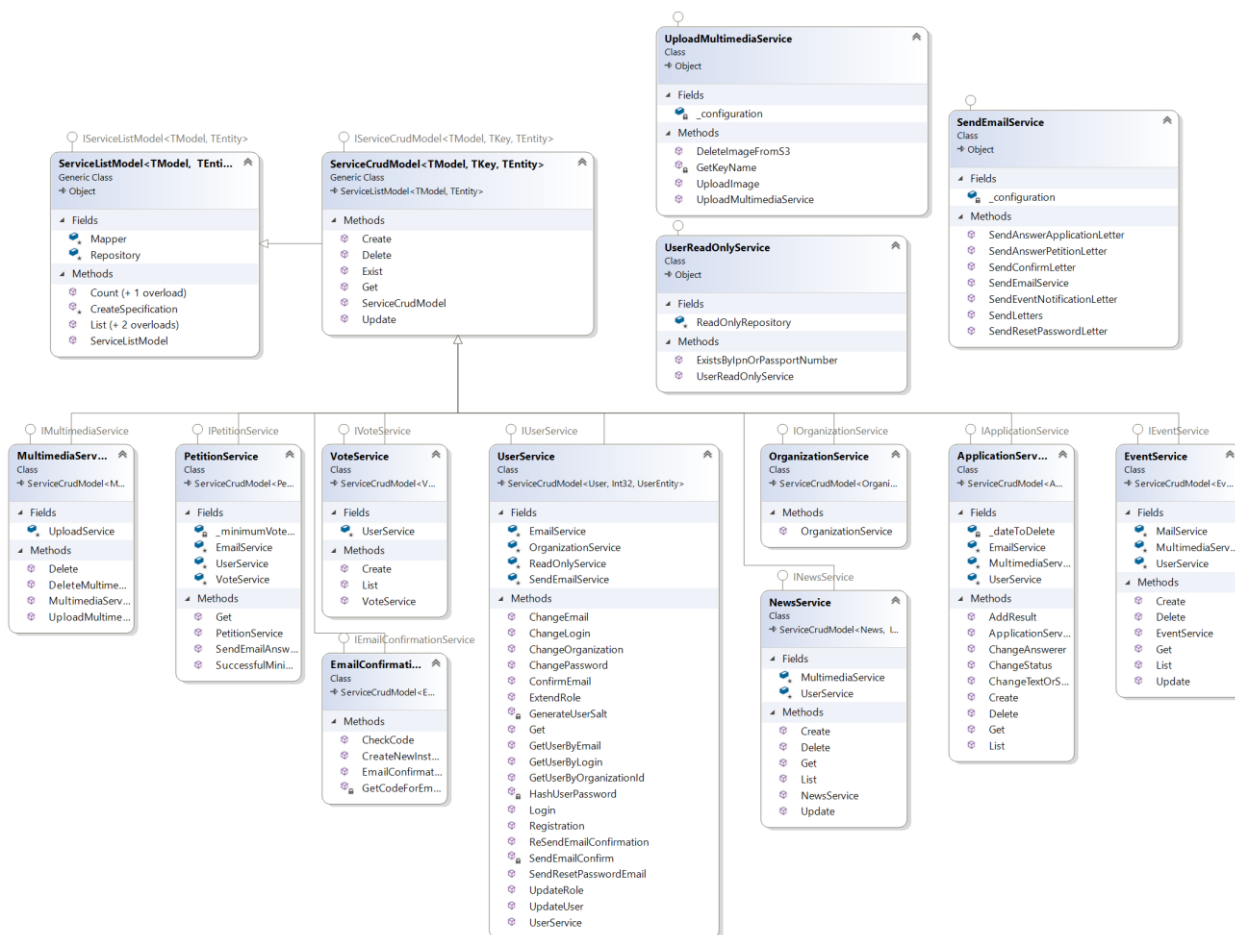 UploadMultimediaService
Class
Object
Fields
_configuration
Methods
DeleteImageFromS3
GetKeyName
UploadImage
UploadMultimediaService
SendEmailService
Class
Object
Fields
_configuration
Methods
SendAnswerApplicationLetter
SendAnswerPetitionLetter
SendConfirmLetter
SendEmailService
SendEventNotificationLetter
SendLetters
SendResetPasswordLetter
IServiceListModel<TModel, TEntity>
ServiceListModel<TModel, TEnti...
Generic Class
Object
Fields
Mapper
Repository
Methods
Count (+ 1 overload)
CreateSpecification
List (+ 2 overloads)
ServiceListModel
IServiceCrudModel<TModel, TKey, TEntity>
ServiceCrudModel<TModel, TKey, TEntity>
Generic Class
ServiceListModel<TModel, TEntity>
Methods
Create
Delete
Exist
Get
ServiceCrudModel
Update
UserReadOnlyService
Class
Object
Fields
ReadOnlyRepository
Methods
ExistsByIpnOrPassportNumber
UserReadOnlyService
IMultimediaService
MultimediaServ...
Class
ServiceCrudModel<M...
Fields
UploadService
Methods
Delete
DeleteMultime...
MultimediaServ...
UploadMultime...
IPetitionService
PetitionService
Class
ServiceCrudModel<Pe...
Fields
_minimumVote...
EmailService
UserService
VoteService
Methods
Get
PetitionService
SendEmailAnsw...
SuccessfulMini...
IVoteService
VoteService
Class
ServiceCrudModel<V...
Fields
UserService
Methods
Create
List
VoteService
IEmailConfirmationService
EmailConfirmati...
Class
ServiceCrudModel<E...
Methods
CheckCode
CreateNewInst...
EmailConfirmat...
GetCodeForEm...
IUserService
UserService
Class
ServiceCrudModel<User, Int32, UserEntity>
Fields
EmailService
OrganizationService
ReadOnlyService
SendEmailService
Methods
ChangeEmail
ChangeLogin
ChangeOrganization
ChangePassword
ConfirmEmail
ExtendRole
GenerateUserSalt
Get
GetUserByEmail
GetUserByLogin
GetUserByOrganizationId
HashUserPassword
Login
Registration
ReSendEmailConfirmation
SendEmailConfirm
SendResetPasswordEmail
UpdateRole
UpdateUser
UserService
IOrganizationService
OrganizationService
Class
ServiceCrudModel<Organi...
Methods
OrganizationService
INewsService
NewsService
Class
ServiceCrudModel<News, I...
Fields
MultimediaService
UserService
Methods
Create
Delete
Get
List
NewsService
Update
IApplicationService
ApplicationServ...
Class
ServiceCrudModel<A...
Fields
_dateToDelete
EmailService
MultimediaServ...
UserService
Methods
AddResult
ApplicationServ...
ChangeAnswerer
ChangeStatus
ChangeTextOrS...
Create
Delete
Get
List
IEventService
EventService
Class
ServiceCrudModel<Ev...
Fields
MailService
MultimediaServ...
UserService
Methods
Create
Delete
EventService
Get
List
Update